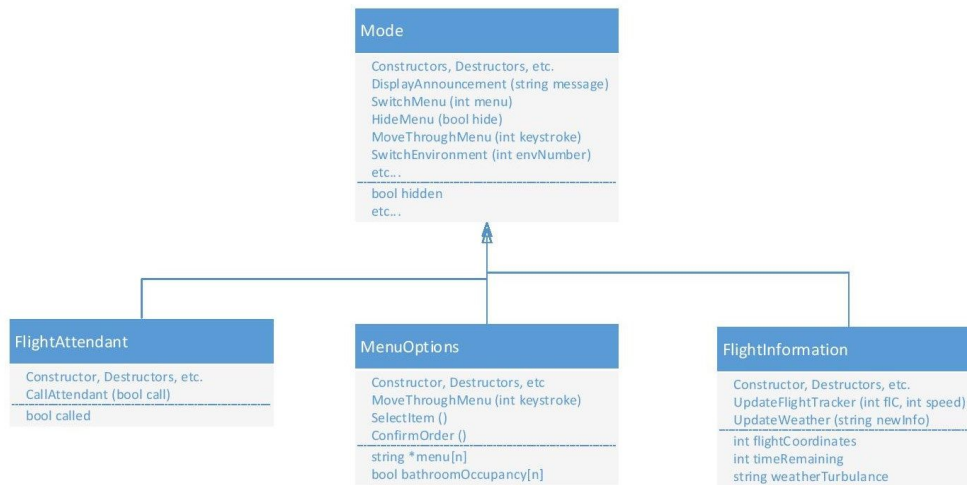 Mode
Constructors, Destructors, etc.
DisplayAnnouncement (string message)
SwitchMenu (int menu)
HideMenu (bool hide)
MoveThroughMenu (int keystroke)
SwitchEnvironment (int envNumber)
etc...
bool hidden
etc...
FlightAttendant
Constructor, Destructors, etc.
CallAttendant (bool call)
bool called
MenuOptions
Constructor, Destructors, etc
MoveThroughMenu (int keystroke)
SelectItem ()
ConfirmOrder ()
string *menu[n]
bool bathroomOccupancy[n]
FlightInformation
Constructor, Destructors, etc.
UpdateFlightTracker (int flC, int speed)
UpdateWeather (string newInfo)
int flightCoordinates
int timeRemaining
string weatherTurbulance